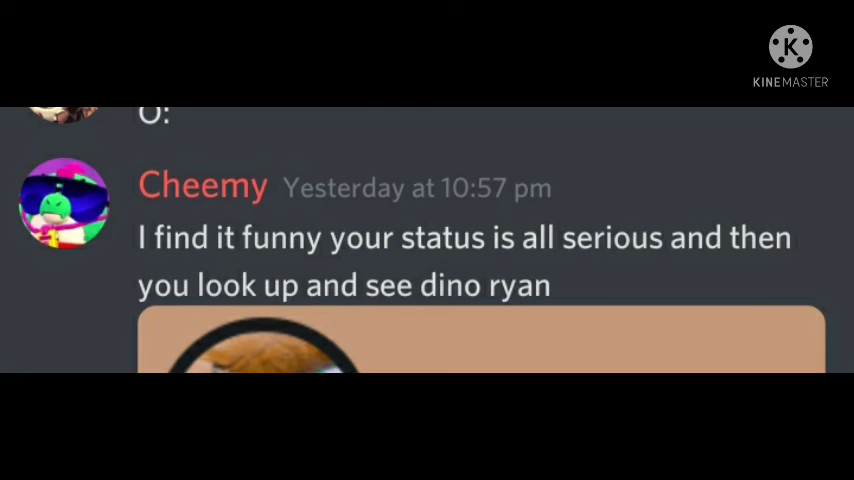 K
KINEMASTER
O:
Cheemy Yesterday at 10:57 pm
I find it funny your status is all serious and then
you look up and see dino ryan